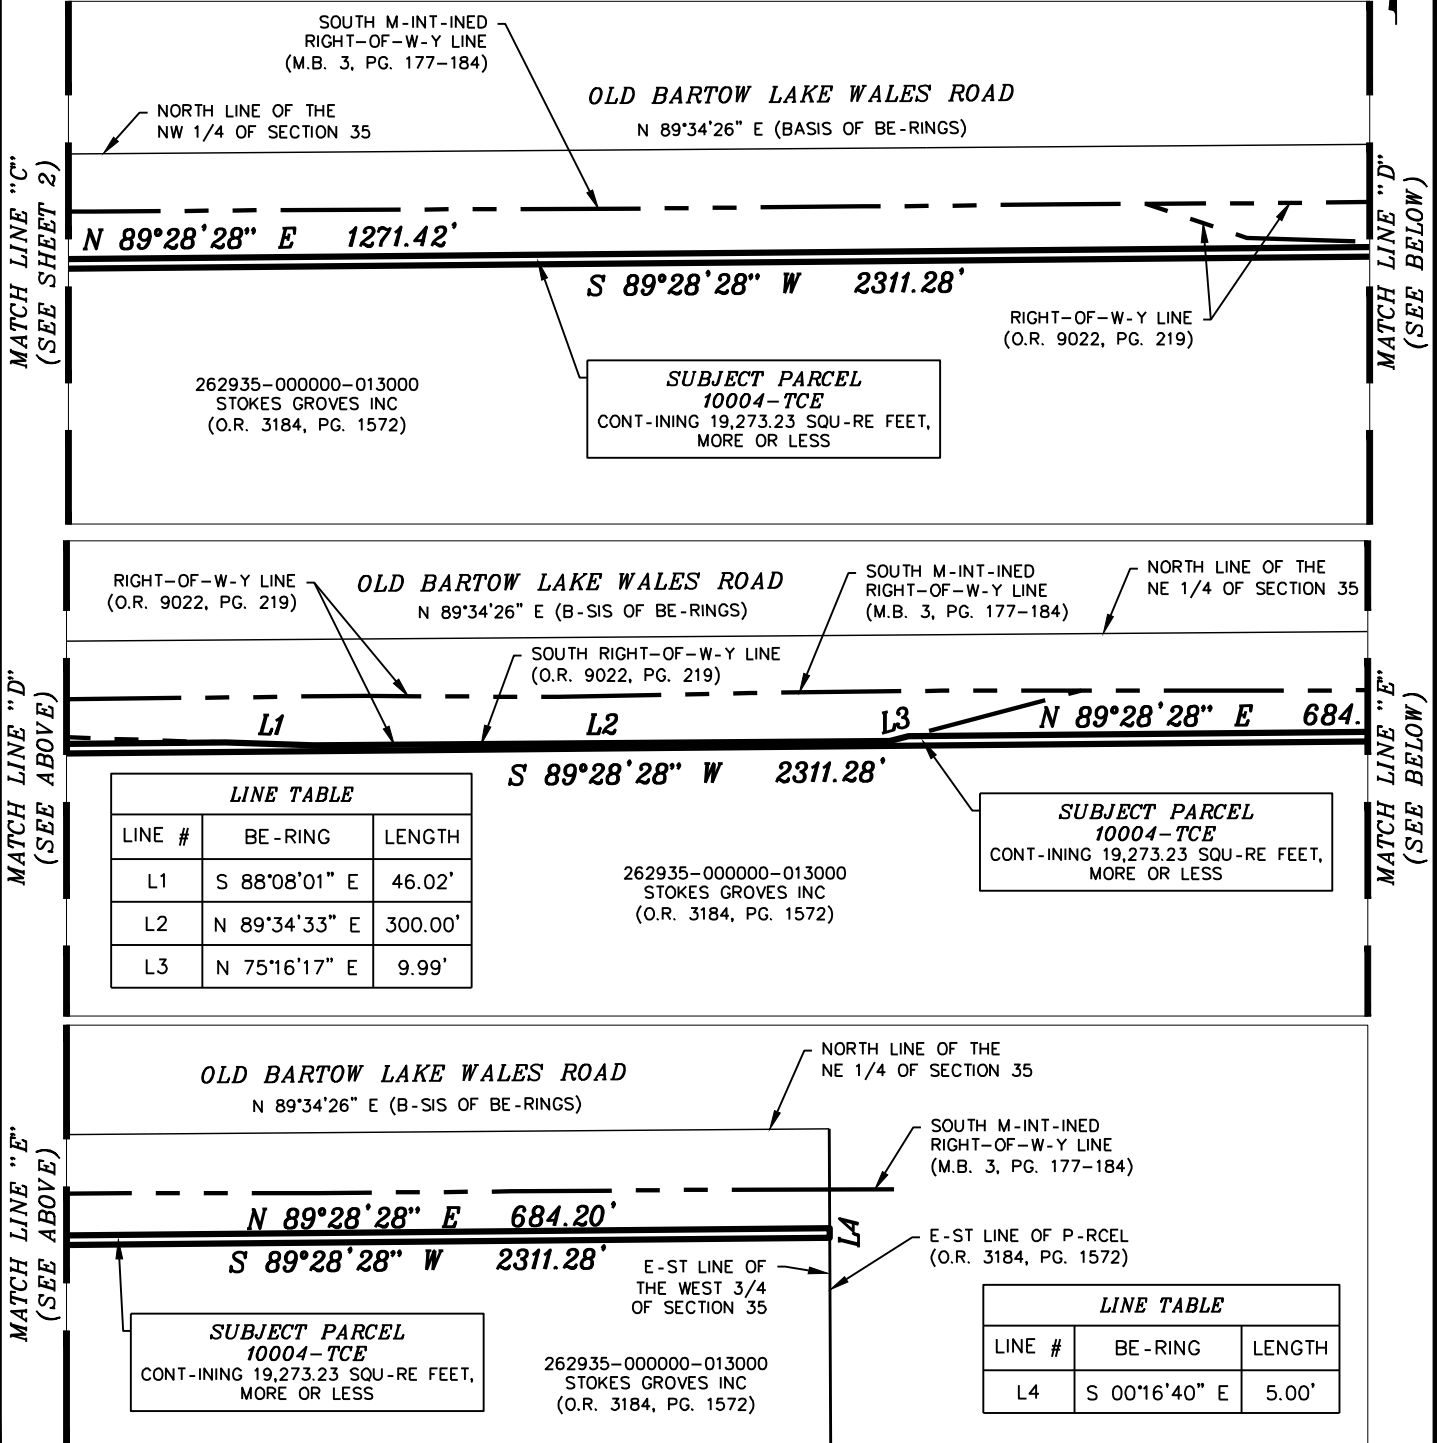 SOUTH M-INT-INED
RIGHT-OF-W-Y LINE
(M.B. 3, PG. 177-184)
OLD BARTOW LAKE WALES ROAD
N 89°34'26" E (BASIS OF BE-RINGS)
NORTH LINE OF THE
NW 1/4 OF SECTION 35
MATCH LINE "C"
(SEE SHEET 2)
MATCH LINE "D"
(SEE BELOW)
N 89°28'28" E 1271.42'
S 89°28'28" W 2311.28'
RIGHT-OF-W-Y LINE
(O.R. 9022, PG. 219)
262935-000000-013000
STOKES GROVES INC
(O.R. 3184, PG. 1572)
SUBJECT PARCEL
10004-TCE
CONT-INING 19,273.23 SQU-RE FEET,
MORE OR LESS
RIGHT-OF-W-Y LINE
(O.R. 9022, PG. 219)
OLD BARTOW LAKE WALES ROAD
N 89°34'26" E (B-SIS OF BE-RINGS)
SOUTH M-INT-INED
RIGHT-OF-W-Y LINE
(M.B. 3, PG. 177-184)
NORTH LINE OF THE
NE 1/4 OF SECTION 35
SOUTH RIGHT-OF-W-Y LINE
(O.R. 9022, PG. 219)
MATCH LINE "D"
(SEE ABOVE)
MATCH LINE "E"
(SEE BELOW)
L1
L2
L3
N 89°28'28" E 684.
S 89°28'28" W 2311.28'
LINE TABLE
LINE # BE-RING LENGTH
L1 S 88°08'01" E 46.02'
L2 N 89°34'33" E 300.00'
L3 N 75°16'17" E 9.99'
262935-000000-013000
STOKES GROVES INC
(O.R. 3184, PG. 1572)
SUBJECT PARCEL
10004-TCE
CONT-INING 19,273.23 SQU-RE FEET,
MORE OR LESS
OLD BARTOW LAKE WALES ROAD
N 89°34'26" E (B-SIS OF BE-RINGS)
NORTH LINE OF THE
NE 1/4 OF SECTION 35
SOUTH M-INT-INED
RIGHT-OF-W-Y LINE
(M.B. 3, PG. 177-184)
MATCH LINE "E"
(SEE ABOVE)
N 89°28'28" E 684.20'
S 89°28'28" W 2311.28'
L4
E-ST LINE OF P-RCEL
(O.R. 3184, PG. 1572)
E-ST LINE OF
THE WEST 3/4
OF SECTION 35
SUBJECT PARCEL
10004-TCE
CONT-INING 19,273.23 SQU-RE FEET,
MORE OR LESS
262935-000000-013000
STOKES GROVES INC
(O.R. 3184, PG. 1572)
LINE TABLE
LINE # BE-RING LENGTH
L4 S 00°16'40" E 5.00'